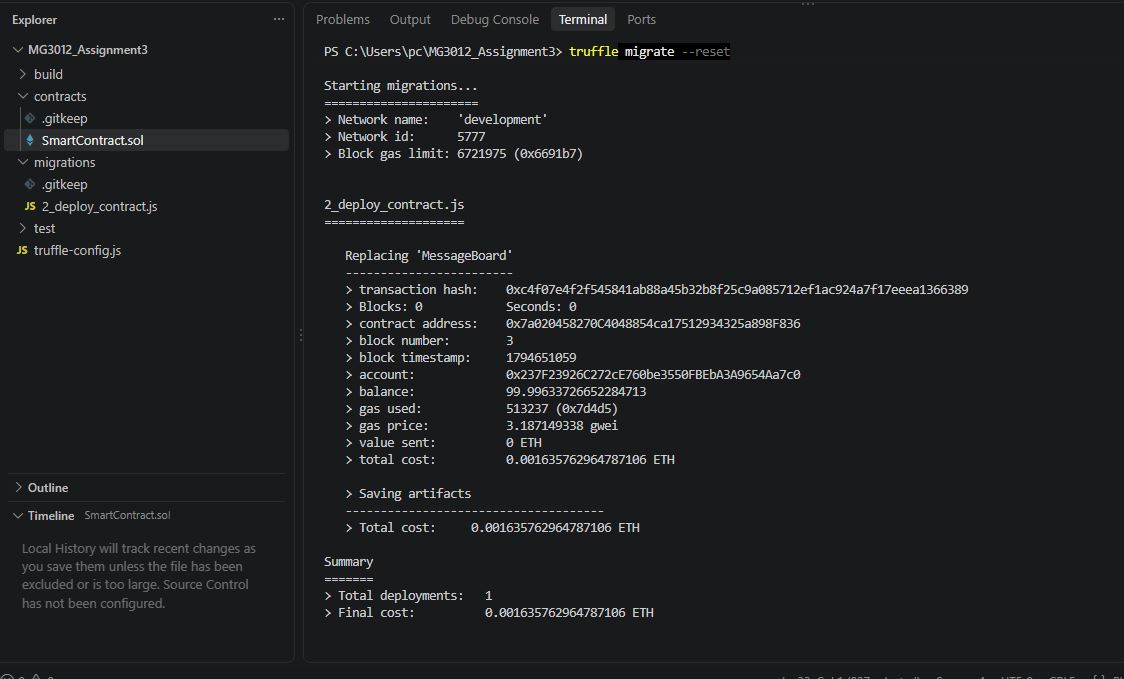 Explorer
MG3012_Assignment3
build
contracts
.gitkeep
SmartContract.sol
migrations
.gitkeep
JS 2_deploy_contract.js
test
JS truffle-config.js
Outline
Timeline SmartContract.sol
Local History will track recent changes as
you save them unless the file has been
excluded or is too large. Source Control
has not been configured.
Problems Output Debug Console Terminal Ports
PS C:\Users\pc\MG3012_Assignment3> truffle migrate --reset
Starting migrations...
======================
> Network name: 'development'
> Network id: 5777
> Block gas limit: 6721975 (0x6691b7)
2_deploy_contract.js
====================
Replacing 'MessageBoard'
------------------------
> transaction hash: 0xc4f07e4f2f545841ab88a45b32b8f25c9a085712ef1ac924a7f17eeea1366389
> Blocks: 0 Seconds: 0
> contract address: 0x7a020458270C4048854ca17512934325a898F836
> block number: 3
> block timestamp: 1794651059
> account: 0x237F23926C272cE760be3550FBEbA3A9654Aa7c0
> balance: 99.99633726652284713
> gas used: 513237 (0x7d4d5)
> gas price: 3.187149338 gwei
> value sent: 0 ETH
> total cost: 0.001635762964787106 ETH
> Saving artifacts
-------------------------------------
> Total cost: 0.001635762964787106 ETH
Summary
=======
> Total deployments: 1
> Final cost: 0.001635762964787106 ETH